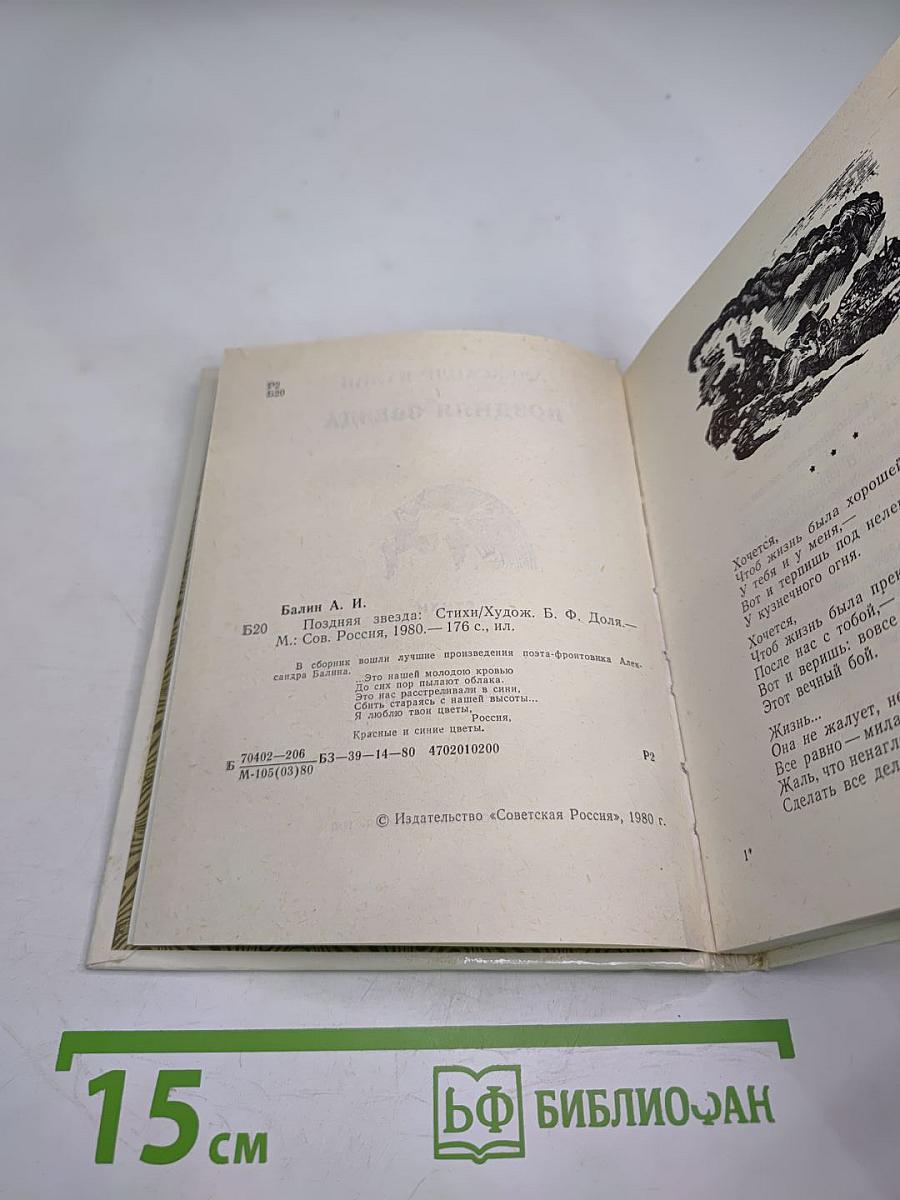 Р2
Б20
Балин А. И.
Б20 Поздняя звезда: Стихи/Худож. Б. Ф. Доля.—
М.: Сов. Россия, 1980.— 176 с., ил.
В сборник вошли лучшие произведения поэта-фронтовика Алек-
сандра Балина.
...Это нашей молодою кровью
До сих пор пылают облака.
Это нас расстреливали в сини,
Сбить стараясь с нашей высоты...
Я люблю твои цветы,
Россия,
Красные и синие цветы.
Б 70402—206
М-105(03)80 БЗ—39—14—80 4702010200 Р2
© Издательство «Советская Россия», 1980 г.
* * *
Хочется,
Чтоб жизнь была хорошей
У тебя и у меня,—
Вот и терпишь под
У кузнечного огня.
Хочется,
Чтоб жизнь была
После нас с тобой,—
Вот и веришь: вовсе
Этот вечный бой.
Жизнь...
Она не жалует,
Все равно —
Жаль, что
Сделать все
1*
15 см
БФ БИБЛИОФАН